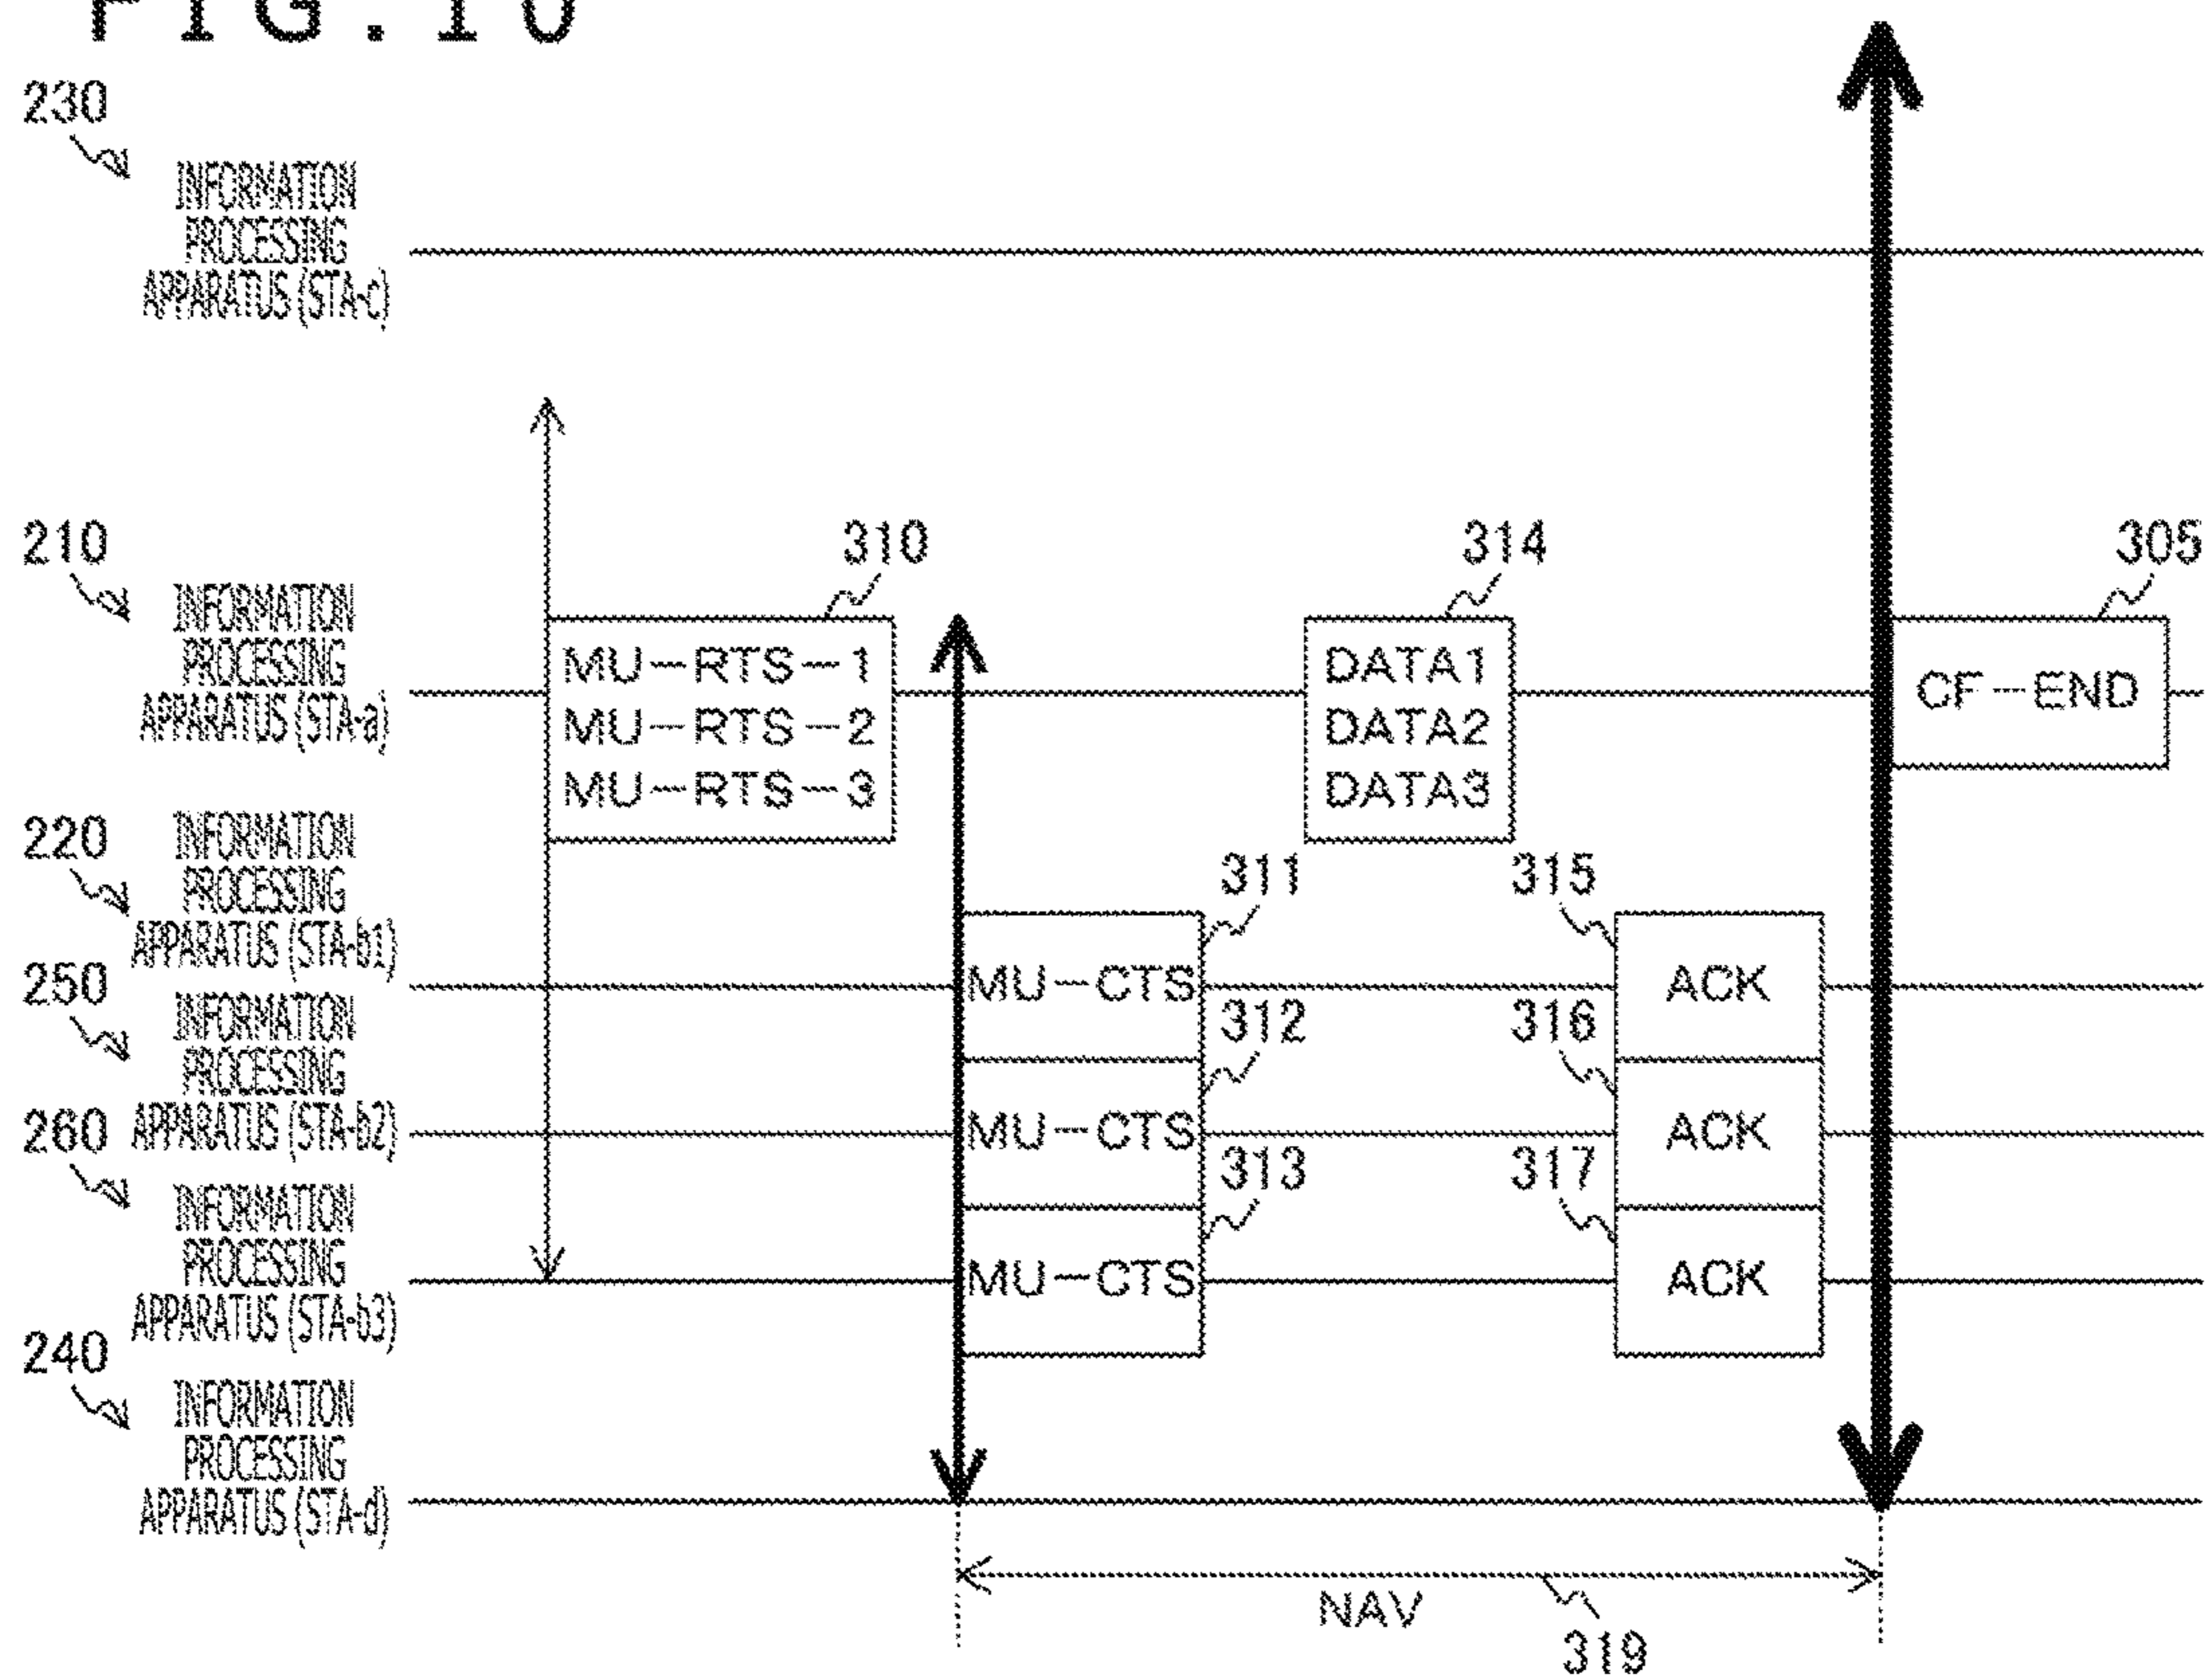 FIG.10
230
INFORMATION
PROCESSING
APPARATUS (STA-c)
210
INFORMATION
PROCESSING
APPARATUS (STA-a)
310
MU-RTS-1
MU-RTS-2
MU-RTS-3
314
DATA1
DATA2
DATA3
305
CF-END
220
INFORMATION
PROCESSING
APPARATUS (STA-b1)
311
MU-CTS
315
ACK
250
INFORMATION
PROCESSING
APPARATUS (STA-b2)
312
MU-CTS
316
ACK
260
INFORMATION
PROCESSING
APPARATUS (STA-b3)
313
MU-CTS
317
ACK
240
INFORMATION
PROCESSING
APPARATUS (STA-d)
NAV
319